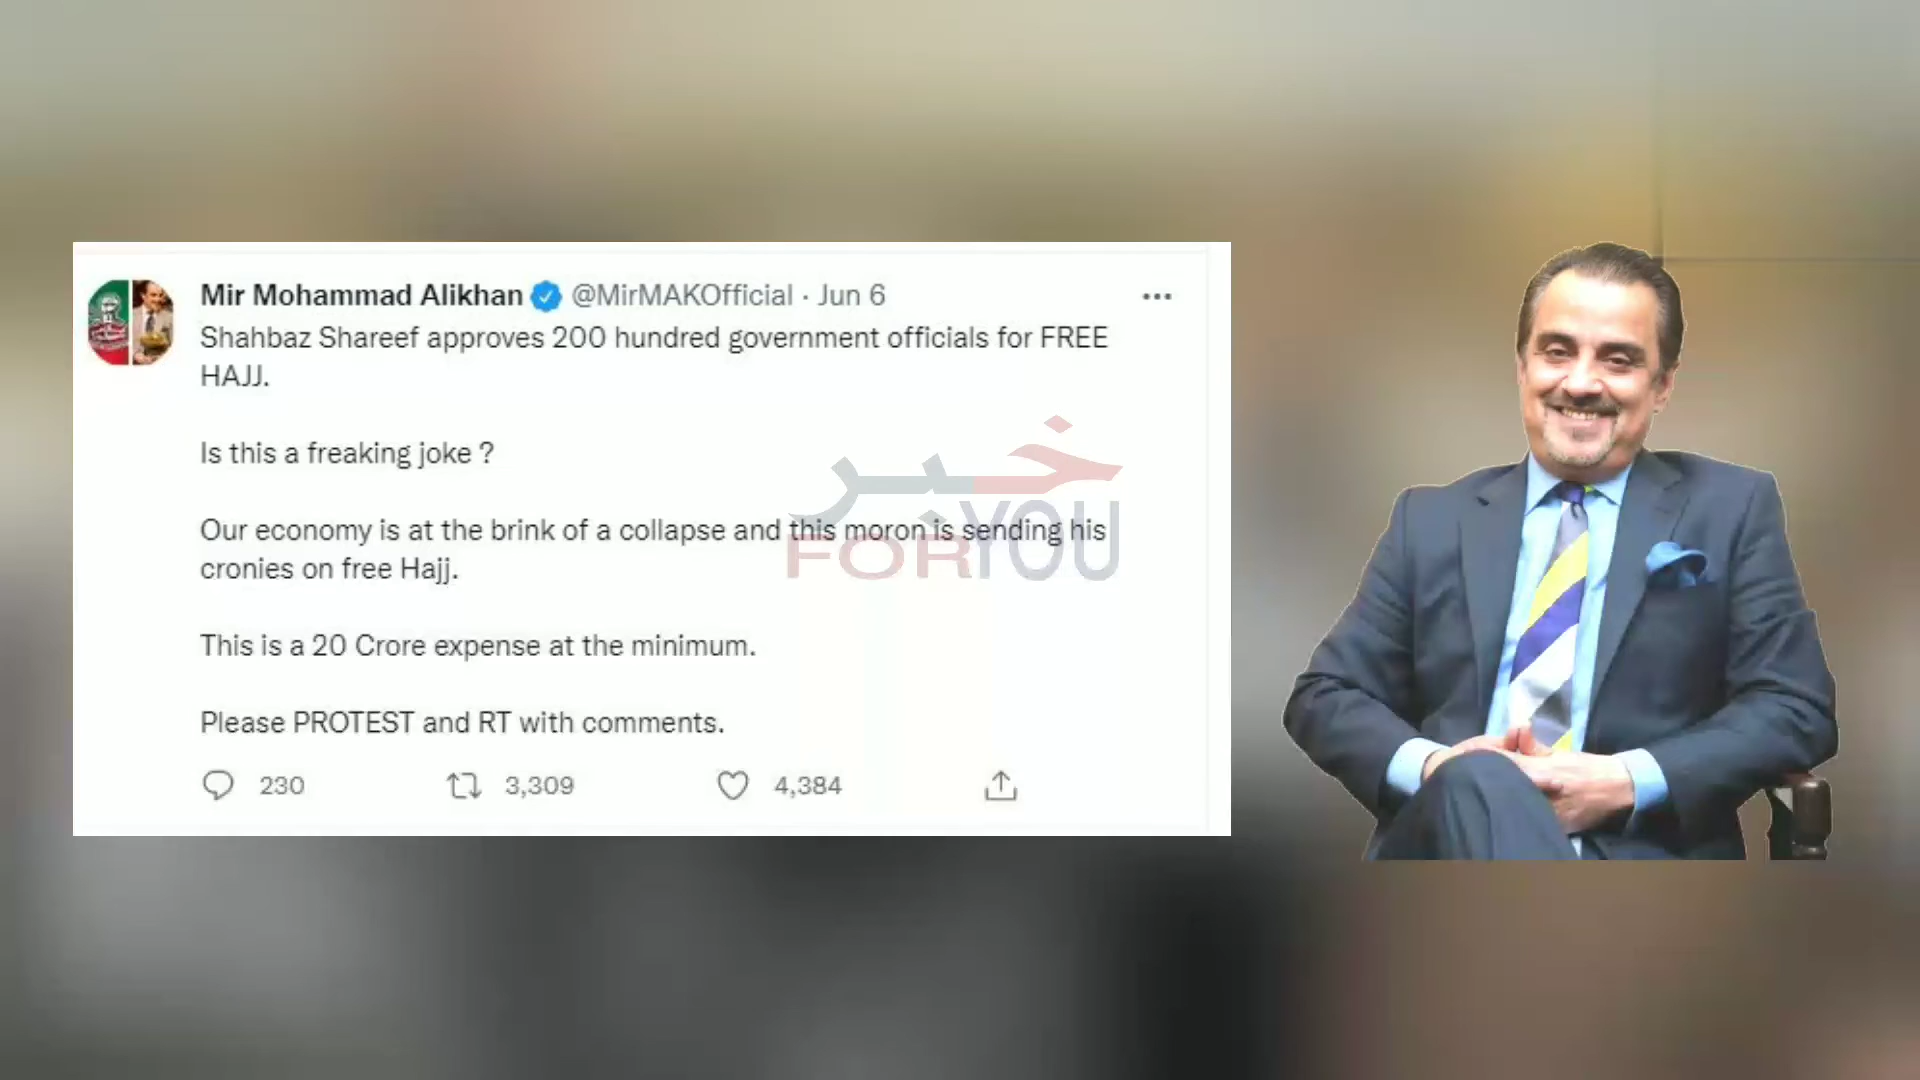 Mir Mohammad Alikhan @MirMAKOfficial · Jun 6
Shahbaz Shareef approves 200 hundred government officials for FREE
HAJJ.
Is this a freaking joke ?
Our economy is at the brink of a collapse and this moron is sending his
cronies on free Hajj.
This is a 20 Crore expense at the minimum.
Please PROTEST and RT with comments.
230 3,309 4,384
خبر
FOR YOU